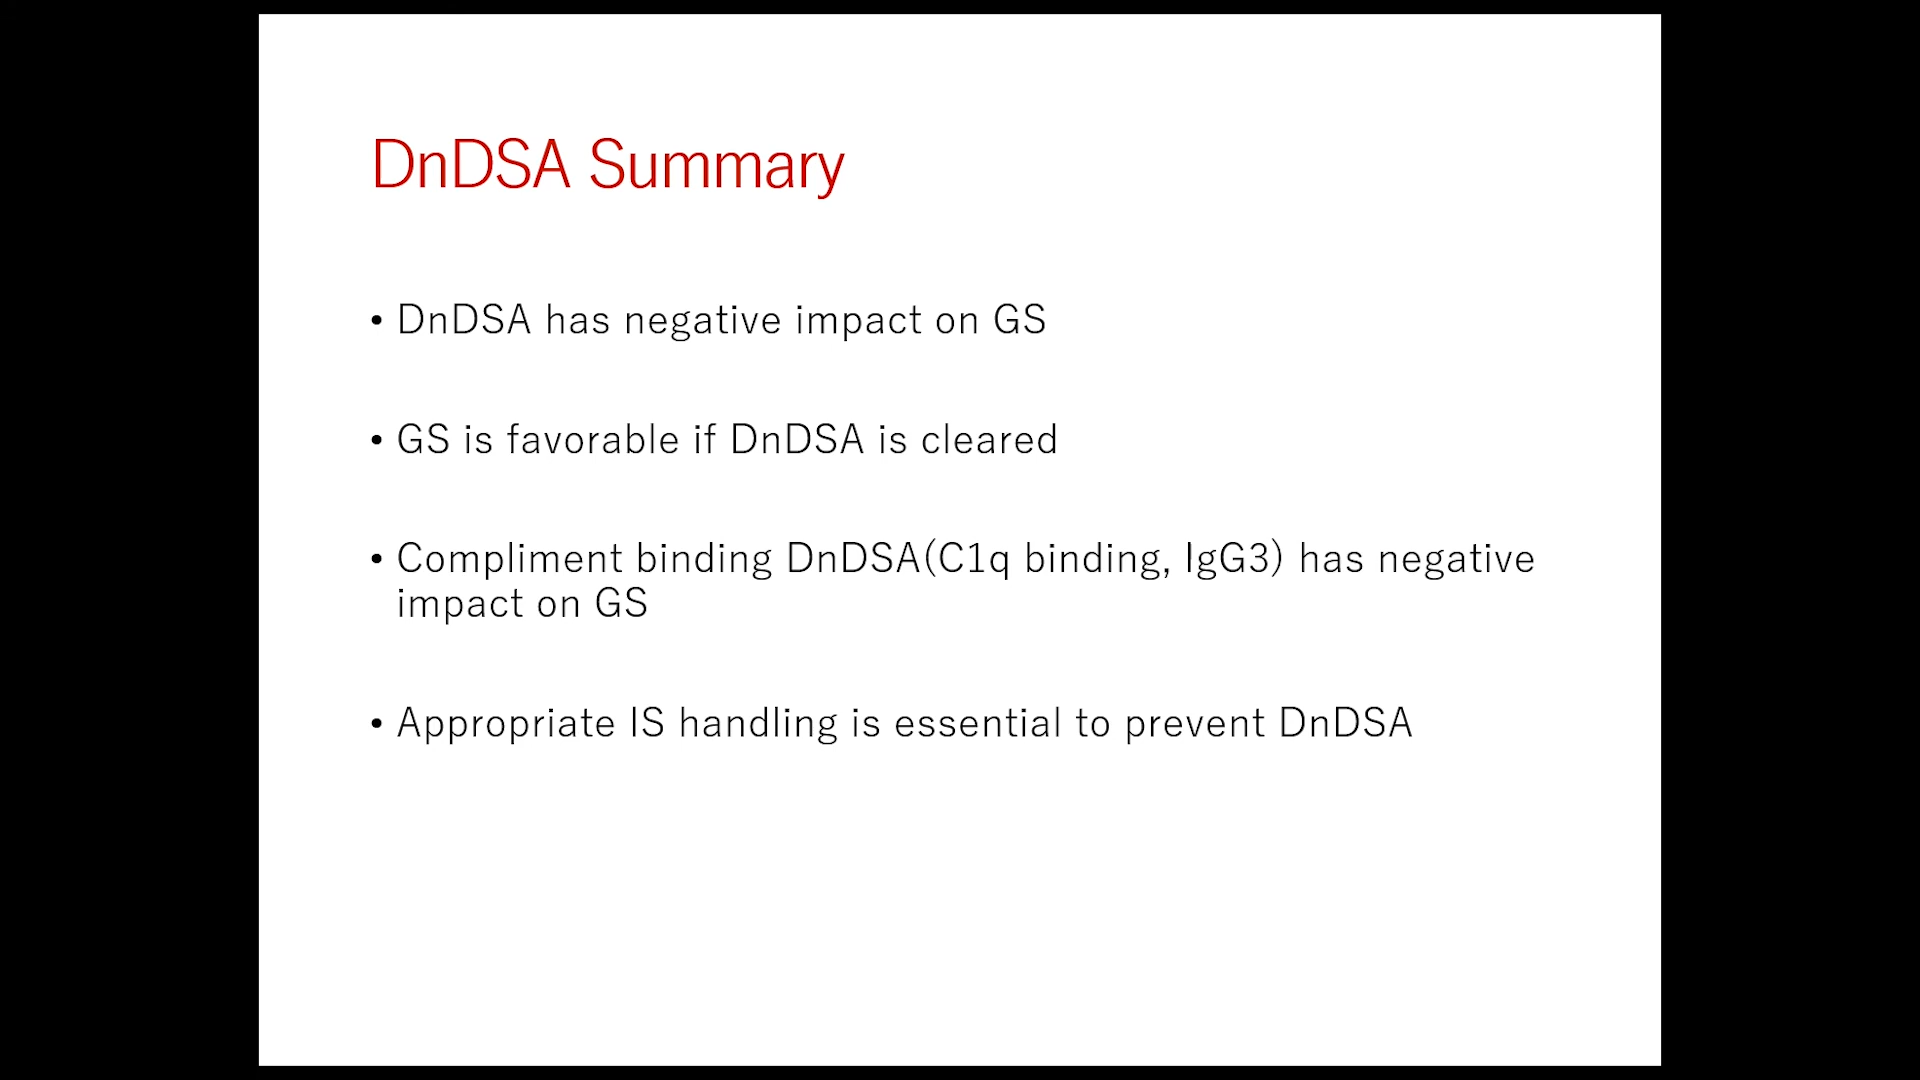 DnDSA Summary
• DnDSA has negative impact on GS
• GS is favorable if DnDSA is cleared
• Compliment binding DnDSA(C1q binding, IgG3) has negative
impact on GS
• Appropriate IS handling is essential to prevent DnDSA